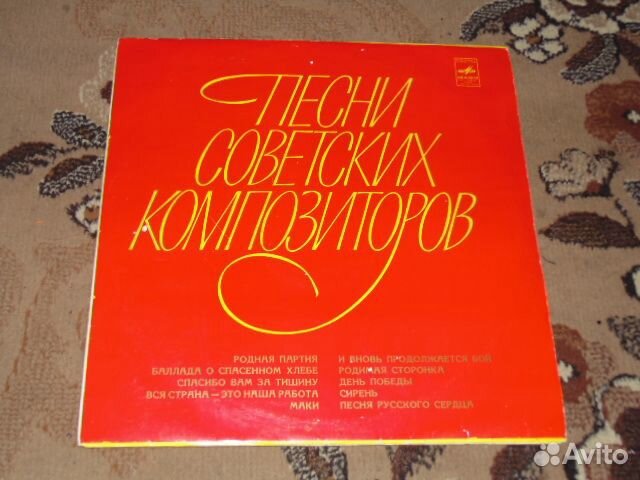 ПЕСНИ
СОВЕТСКИХ
КОМПОЗИТОРОВ
РОДНАЯ ПАРТИЯ
БАЛЛАДА О СПАСЕННОМ ХЛЕБЕ
СПАСИБО ВАМ ЗА ТИШИНУ
ВСЯ СТРАНА — ЭТО НАША РАБОТА
МАКИ
И ВНОВЬ ПРОДОЛЖАЕТСЯ БОЙ
РОДИМАЯ СТОРОНКА
ДЕНЬ ПОБЕДЫ
СИРЕНЬ
ПЕСНЯ РУССКОГО СЕРДЦА
Avito